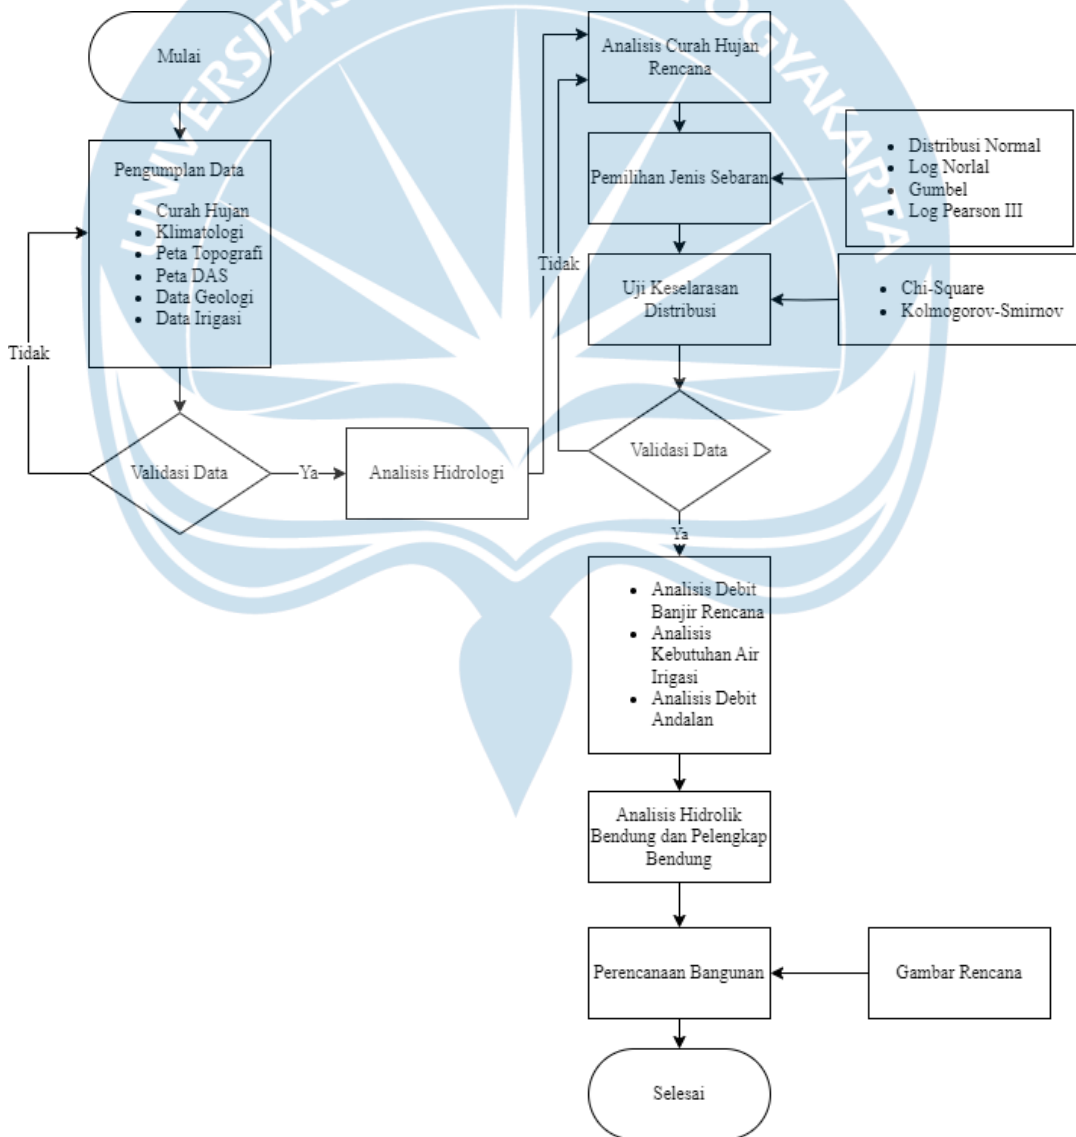 Mulai
Pengumplan Data
• Curah Hujan
• Klimatologi
• Peta Topografi
• Peta DAS
• Data Geologi
• Data Irigasi
Tidak
Validasi Data
Ya
Analisis Hidrologi
Analisis Curah Hujan
Rencana
Pemilihan Jenis Sebaran
• Distribusi Normal
• Log Norlal
• Gumbel
• Log Pearson III
Tidak
Uji Keselarasan
Distribusi
• Chi-Square
• Kolmogorov-Smirnov
Validasi Data
Ya
• Analisis Debit
Banjir Rencana
• Analisis
Kebutuhan Air
Irigasi
• Analisis Debit
Andalan
Analisis Hidrolik
Bendung dan Pelengkap
Bendung
Perencanaan Bangunan
Gambar Rencana
Selesai